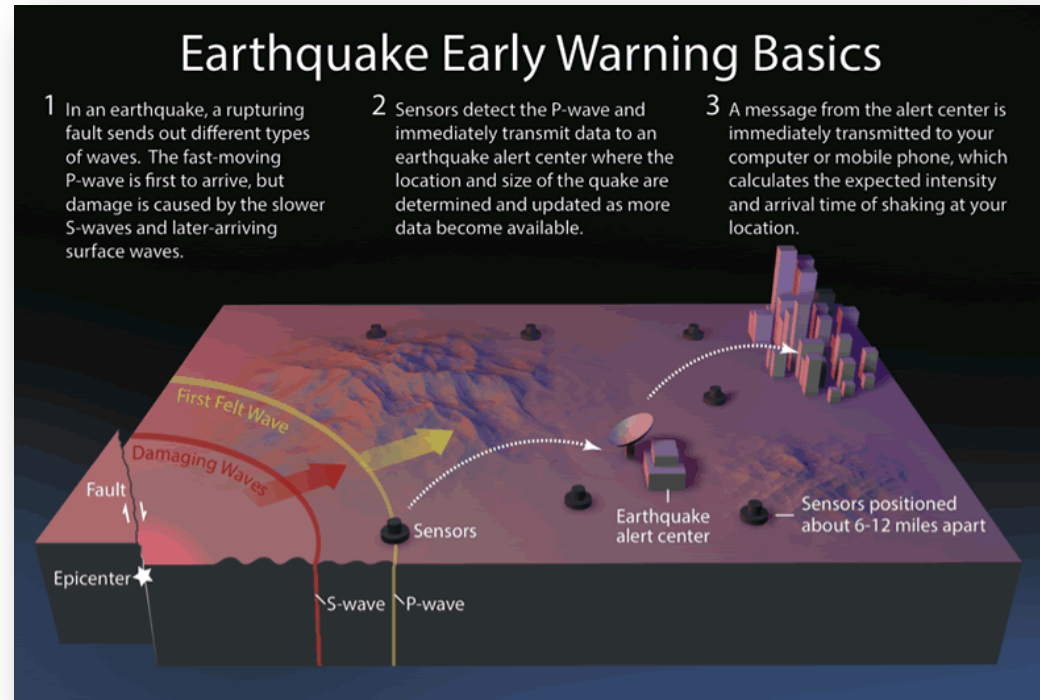 Earthquake Early Warning Basics
1 In an earthquake, a rupturing
fault sends out different types
of waves. The fast-moving
P-wave is first to arrive, but
damage is caused by the slower
S-waves and later-arriving
surface waves.
2 Sensors detect the P-wave and
immediately transmit data to an
earthquake alert center where the
location and size of the quake are
determined and updated as more
data become available.
3 A message from the alert center is
immediately transmitted to your
computer or mobile phone, which
calculates the expected intensity
and arrival time of shaking at your
location.
First Felt Wave
Damaging Waves
Fault
Sensors
Earthquake
alert center
Sensors positioned
about 6-12 miles apart
Epicenter
S-wave
P-wave